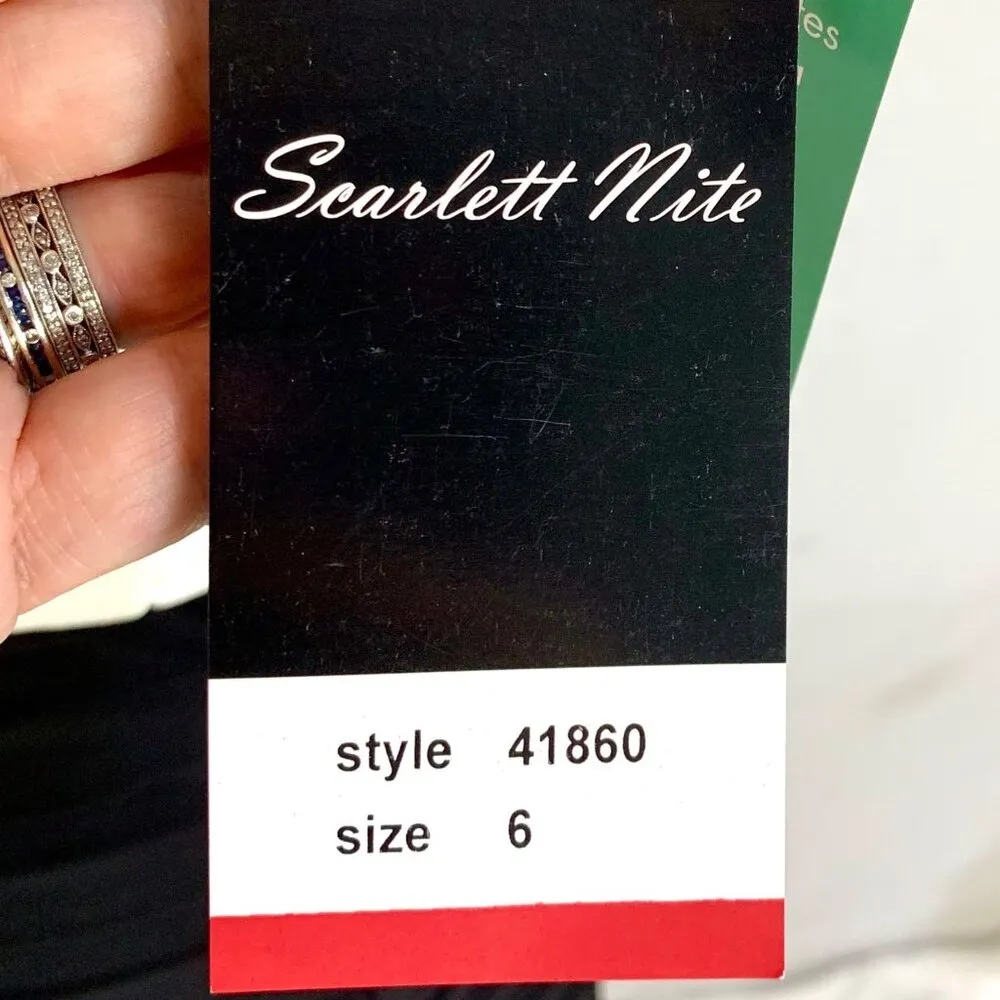 Scarlett Nite
style 41860
size 6